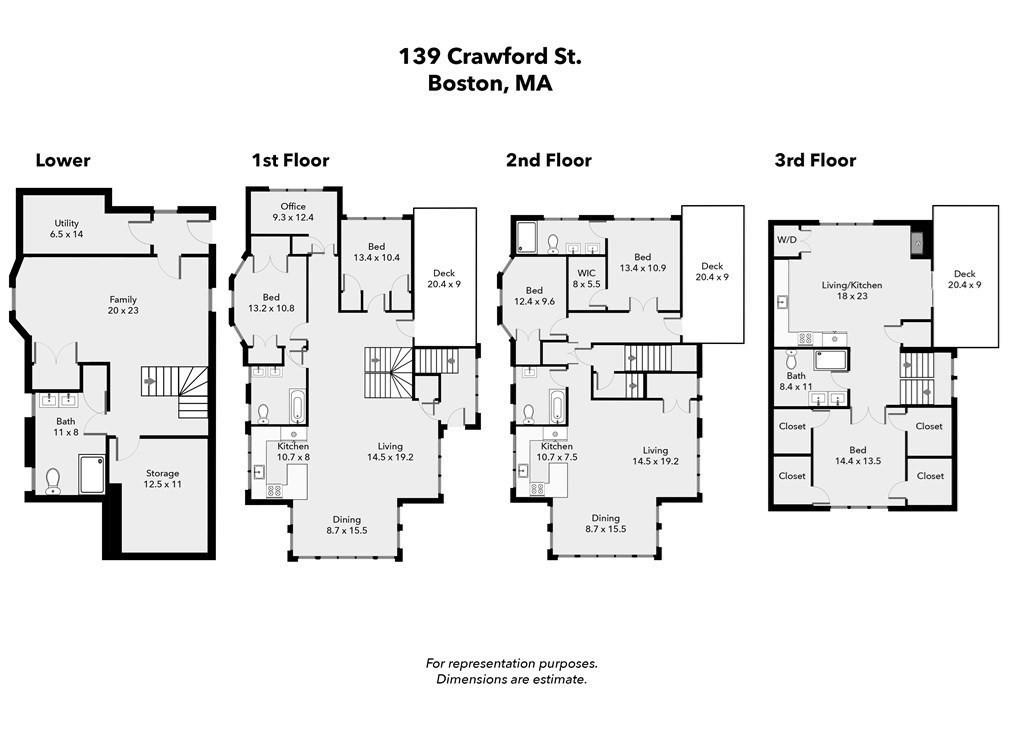 139 Crawford St.
Boston, MA
Lower
1st Floor
2nd Floor
3rd Floor
Utility
6.5 x 14
Family
20 x 23
Bath
11 x 8
Storage
12.5 x 11
Office
9.3 x 12.4
Bed
13.4 x 10.4
Deck
20.4 x 9
Bed
13.2 x 10.8
Kitchen
10.7 x 8
Living
14.5 x 19.2
Dining
8.7 x 15.5
Bed
13.4 x 10.9
WIC
8 x 5.5
Deck
20.4 x 9
Bed
12.4 x 9.6
Kitchen
10.7 x 7.5
Living
14.5 x 19.2
Dining
8.7 x 15.5
W/D
Living/Kitchen
18 x 23
Deck
20.4 x 9
Bath
8.4 x 11
Closet
Closet
Bed
14.4 x 13.5
Closet
Closet
For representation purposes.
Dimensions are estimate.